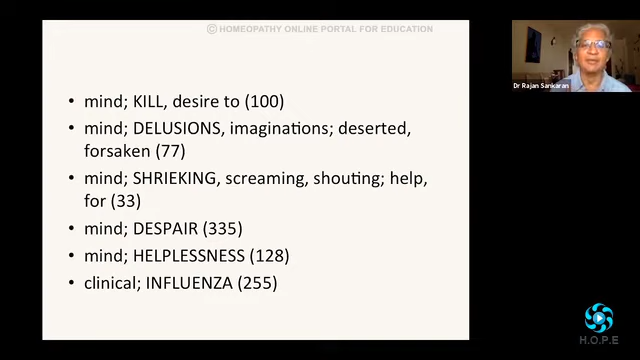 © HOMEOPATHY ONLINE PORTAL FOR EDUCATION
• mind; KILL, desire to (100)
• mind; DELUSIONS, imaginations; deserted,
forsaken (77)
• mind; SHRIEKING, screaming, shouting; help,
for (33)
• mind; DESPAIR (335)
• mind; HELPLESSNESS (128)
• clinical; INFLUENZA (255)
Dr Rajan Sankaran
H.O.P.E